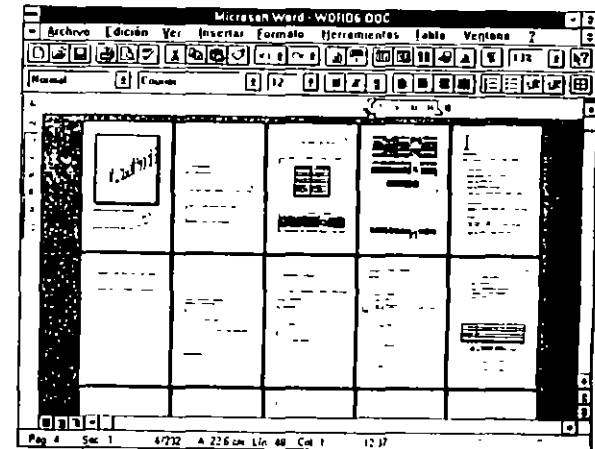 Microsoft Word - WORD6.DOC
Archivo Edición Ver Insertar Formato Herramientas Tabla Ventana ?
Normal Courier 12
Pág 4 Sec 1 4/232 A 22.6 cm Lín 48 Col 1 12:37